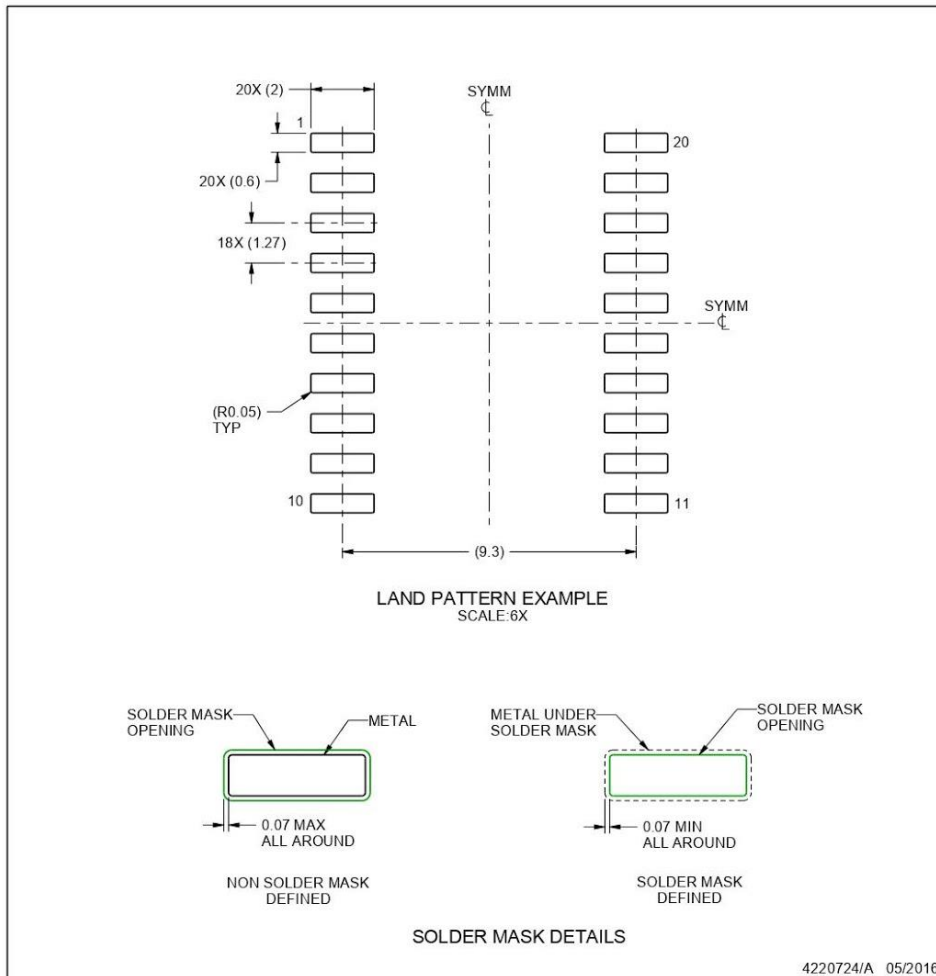 20X (2)
SYMM
℄
1
20
20X (0.6)
18X (1.27)
SYMM
℄
(R0.05)
TYP
10
11
(9.3)
LAND PATTERN EXAMPLE
SCALE:6X
SOLDER MASK
OPENING
METAL
0.07 MAX
ALL AROUND
NON SOLDER MASK
DEFINED
METAL UNDER
SOLDER MASK
SOLDER MASK
OPENING
0.07 MIN
ALL AROUND
SOLDER MASK
DEFINED
SOLDER MASK DETAILS
4220724/A 05/2016